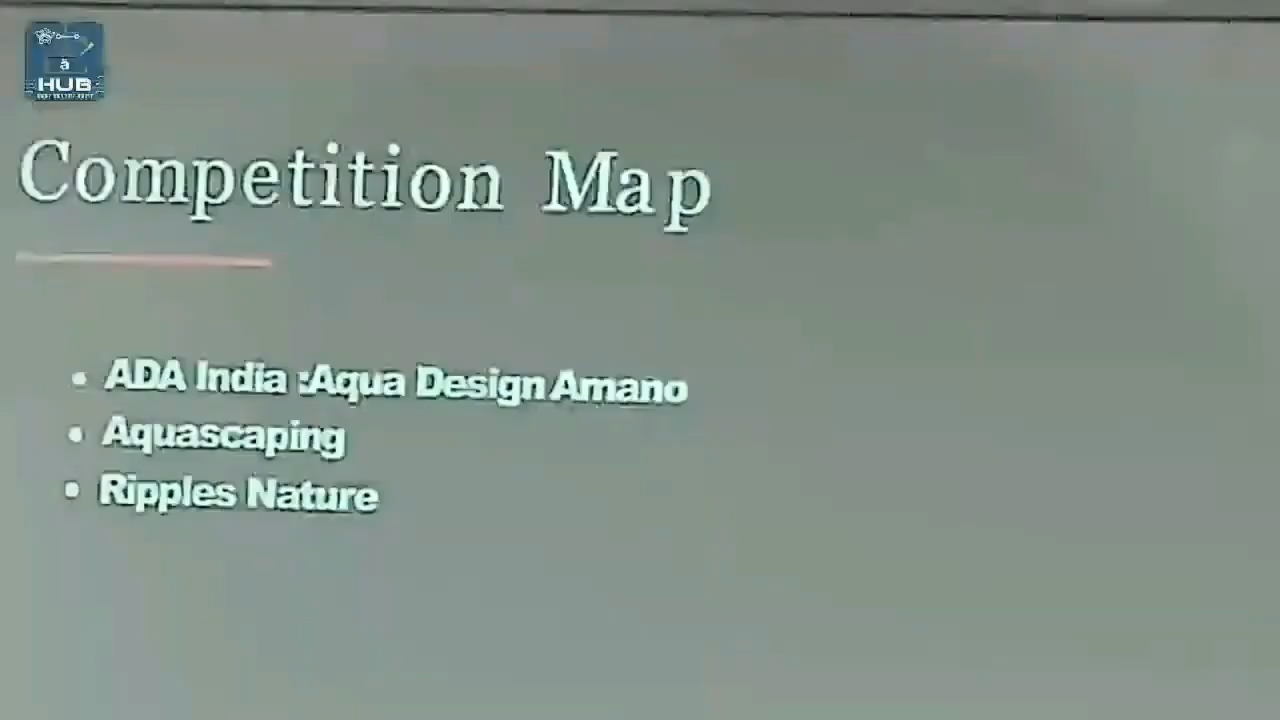 à
HUB
Competition Map
• ADA India :Aqua Design Amano
• Aquascaping
• Ripples Nature